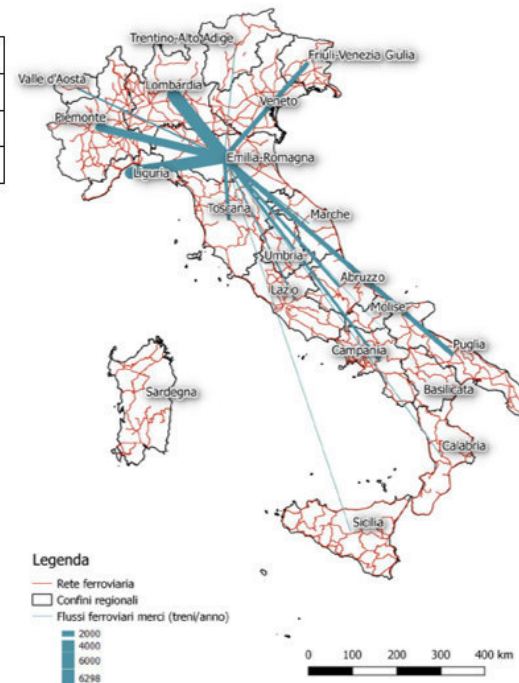 Trentino-Alto Adige
Friuli-Venezia Giulia
Valle d'Aosta
Lombardia
Veneto
Piemonte
Emilia-Romagna
Liguria
Toscana
Marche
Umbria
Abruzzo
Lazio
Molise
Campania
Puglia
Basilicata
Sardegna
Calabria
Sicilia
Legenda
Rete ferroviaria
Confini regionali
Flussi ferroviari merci (treni/anno)
2000
4000
6000
6298
0 100 200 300 400 km